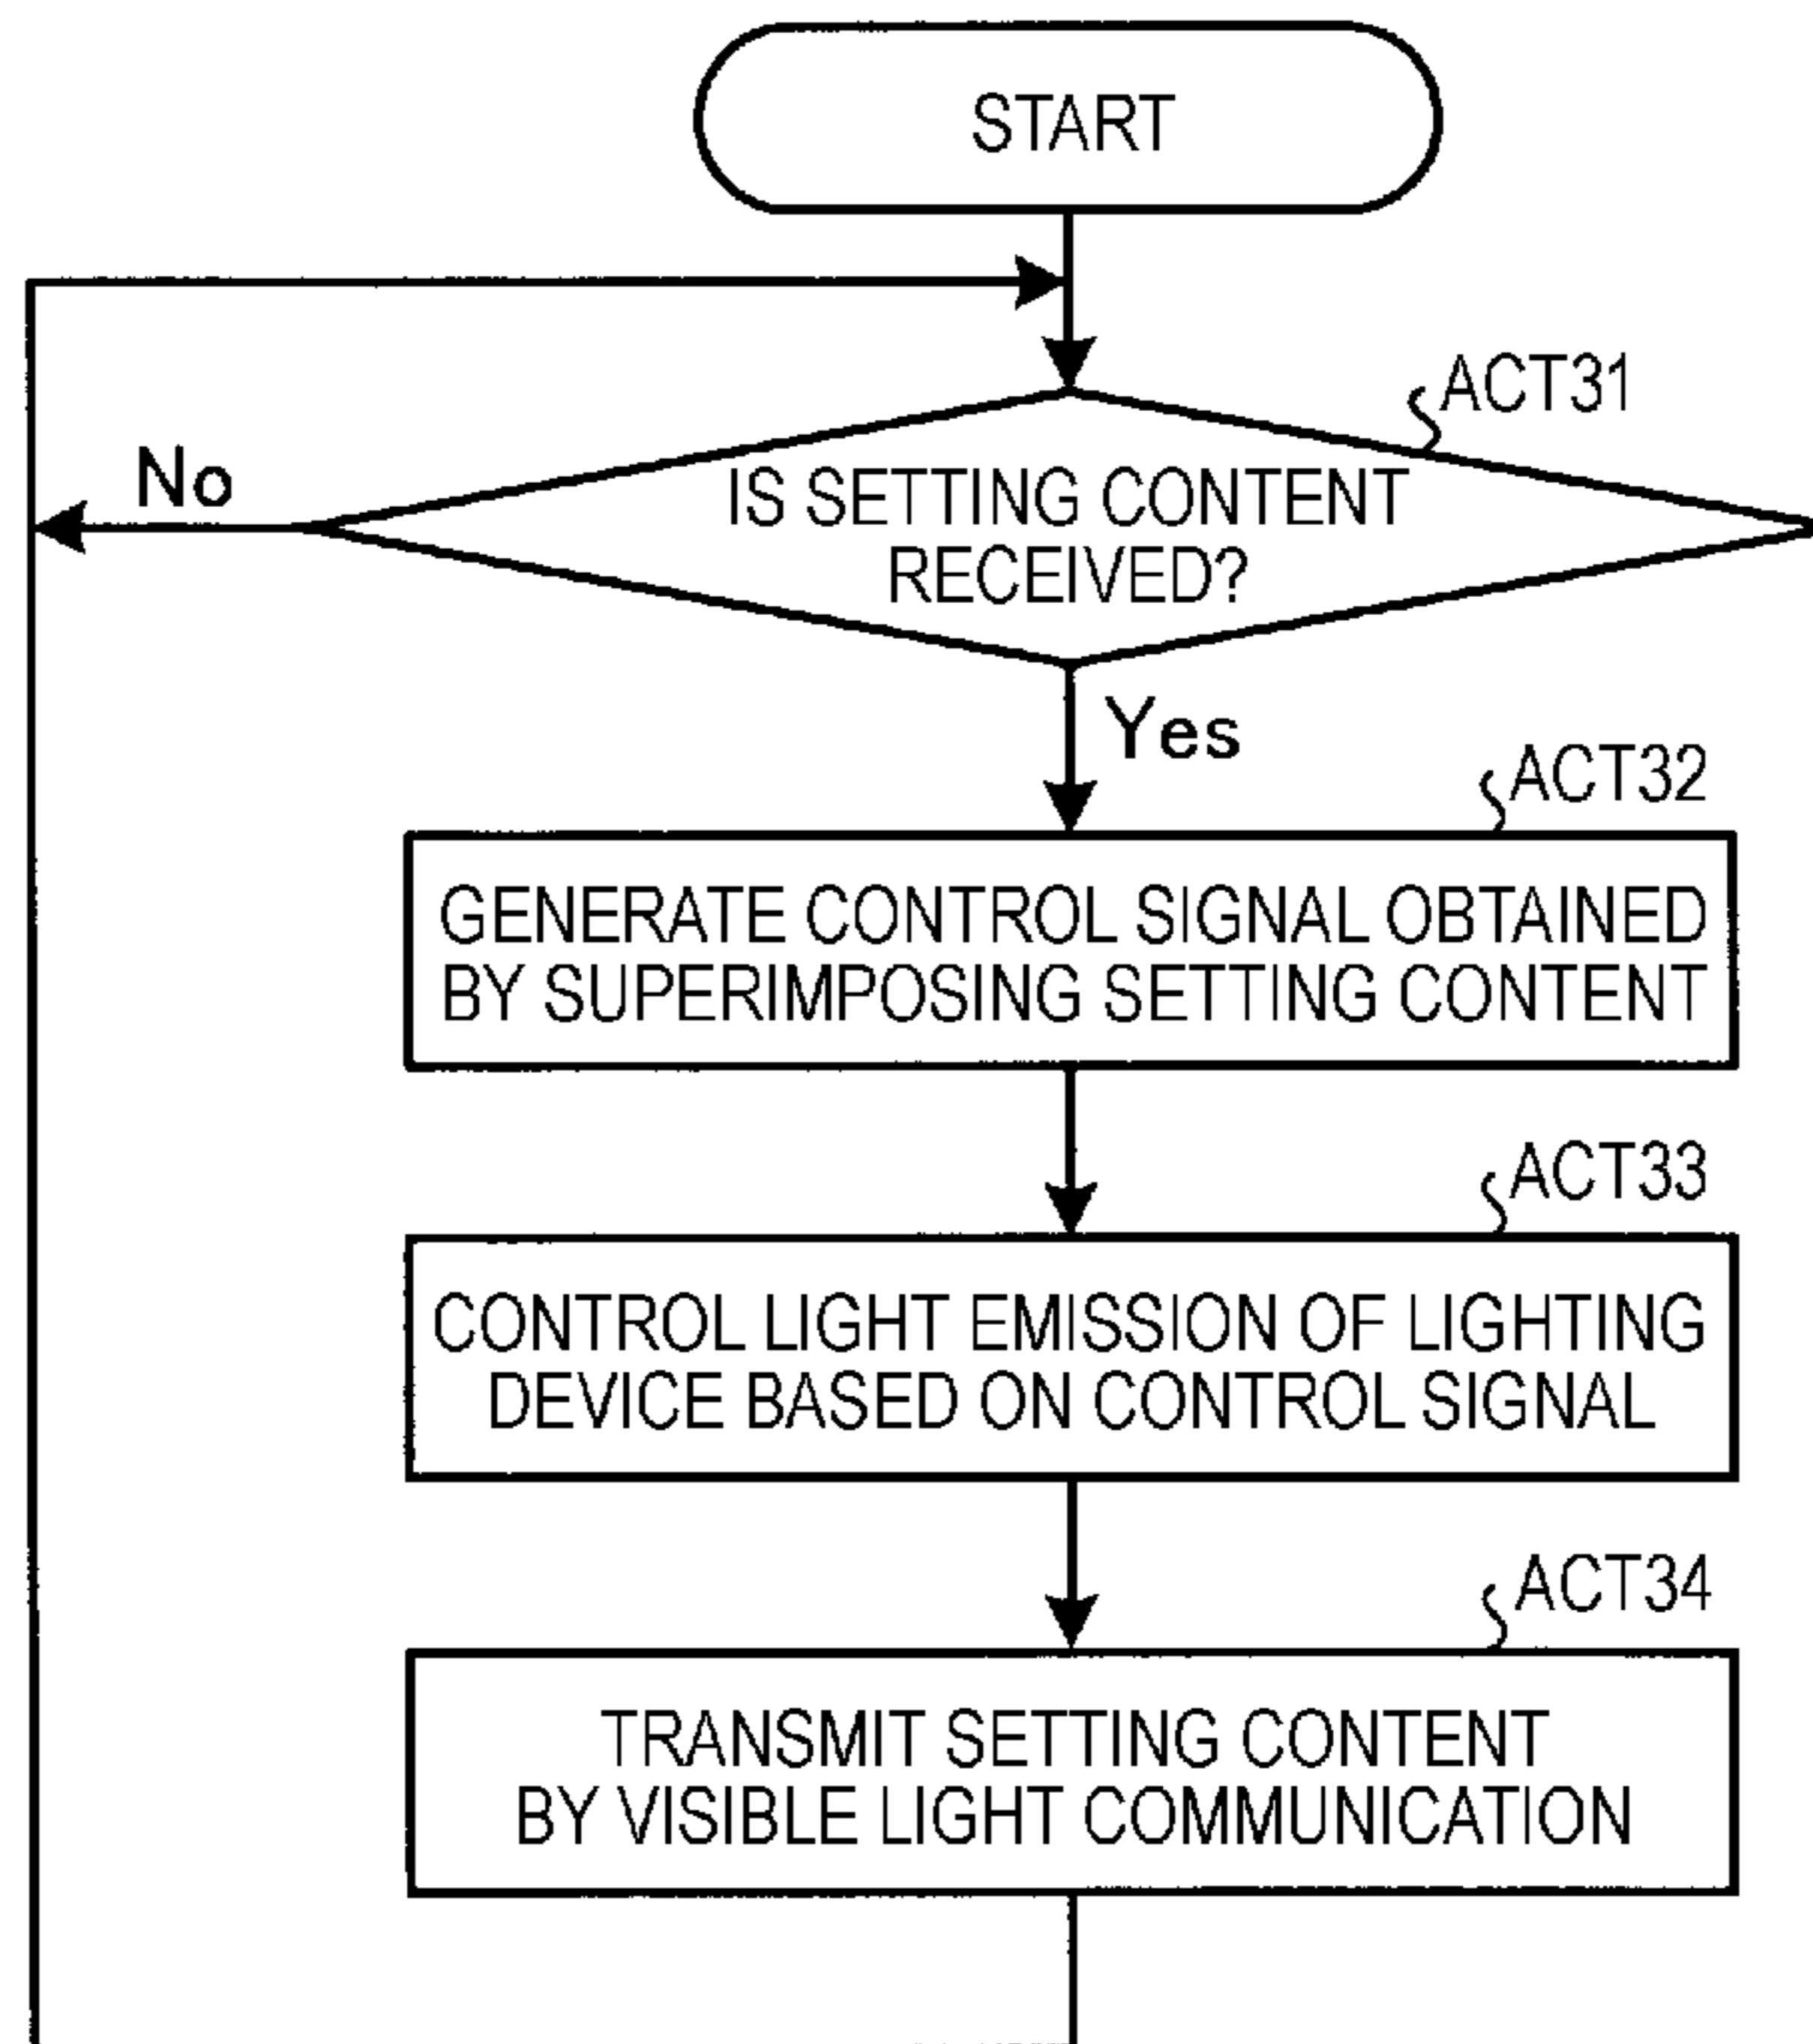 START
ACT31
No
IS SETTING CONTENT
RECEIVED?
Yes
ACT32
GENERATE CONTROL SIGNAL OBTAINED
BY SUPERIMPOSING SETTING CONTENT
ACT33
CONTROL LIGHT EMISSION OF LIGHTING
DEVICE BASED ON CONTROL SIGNAL
ACT34
TRANSMIT SETTING CONTENT
BY VISIBLE LIGHT COMMUNICATION